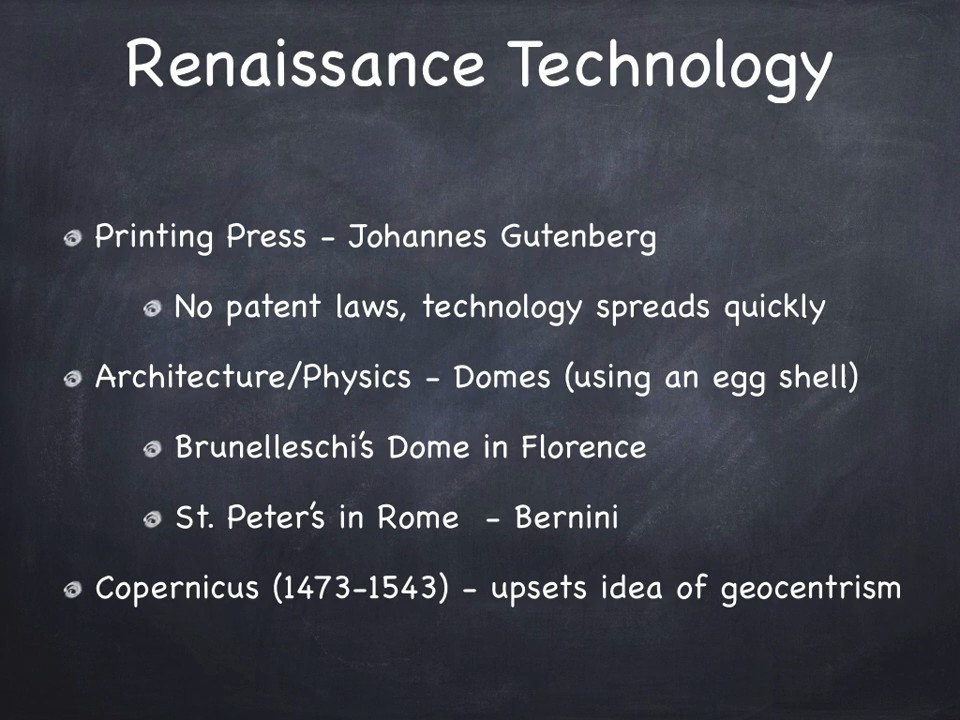 Renaissance Technology
Printing Press - Johannes Gutenberg
No patent laws, technology spreads quickly
Architecture/Physics - Domes (using an egg shell)
Brunelleschi's Dome in Florence
St. Peter's in Rome - Bernini
Copernicus (1473-1543) - upsets idea of geocentrism